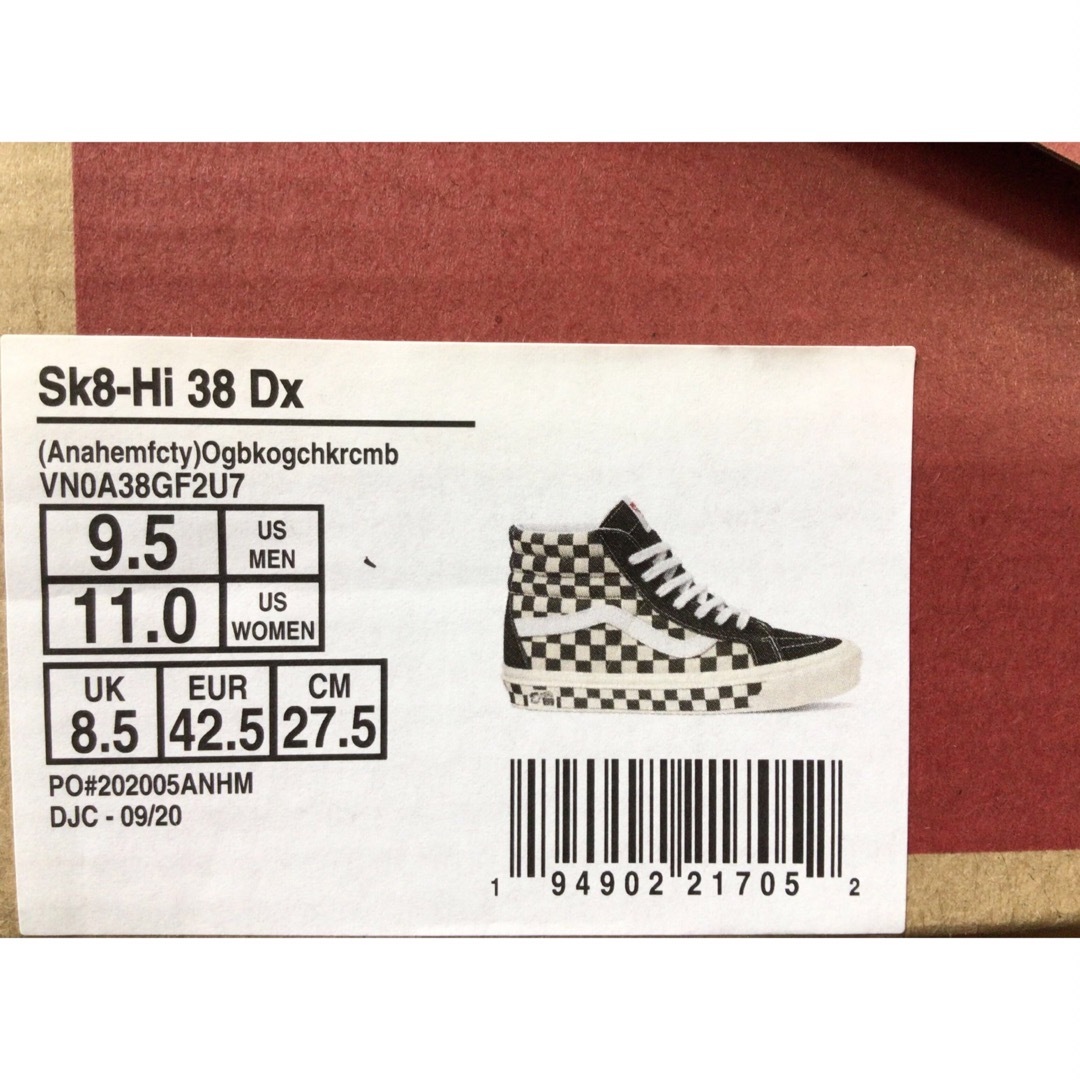 Sk8-Hi 38 Dx
(Anahemfcty)Ogbkogchkrcmb
VN0A38GF2U7
9.5 US MEN
11.0 US WOMEN
UK EUR CM
8.5 42.5 27.5
PO#202005ANHM
DJC - 09/20
1 94902 21705 2